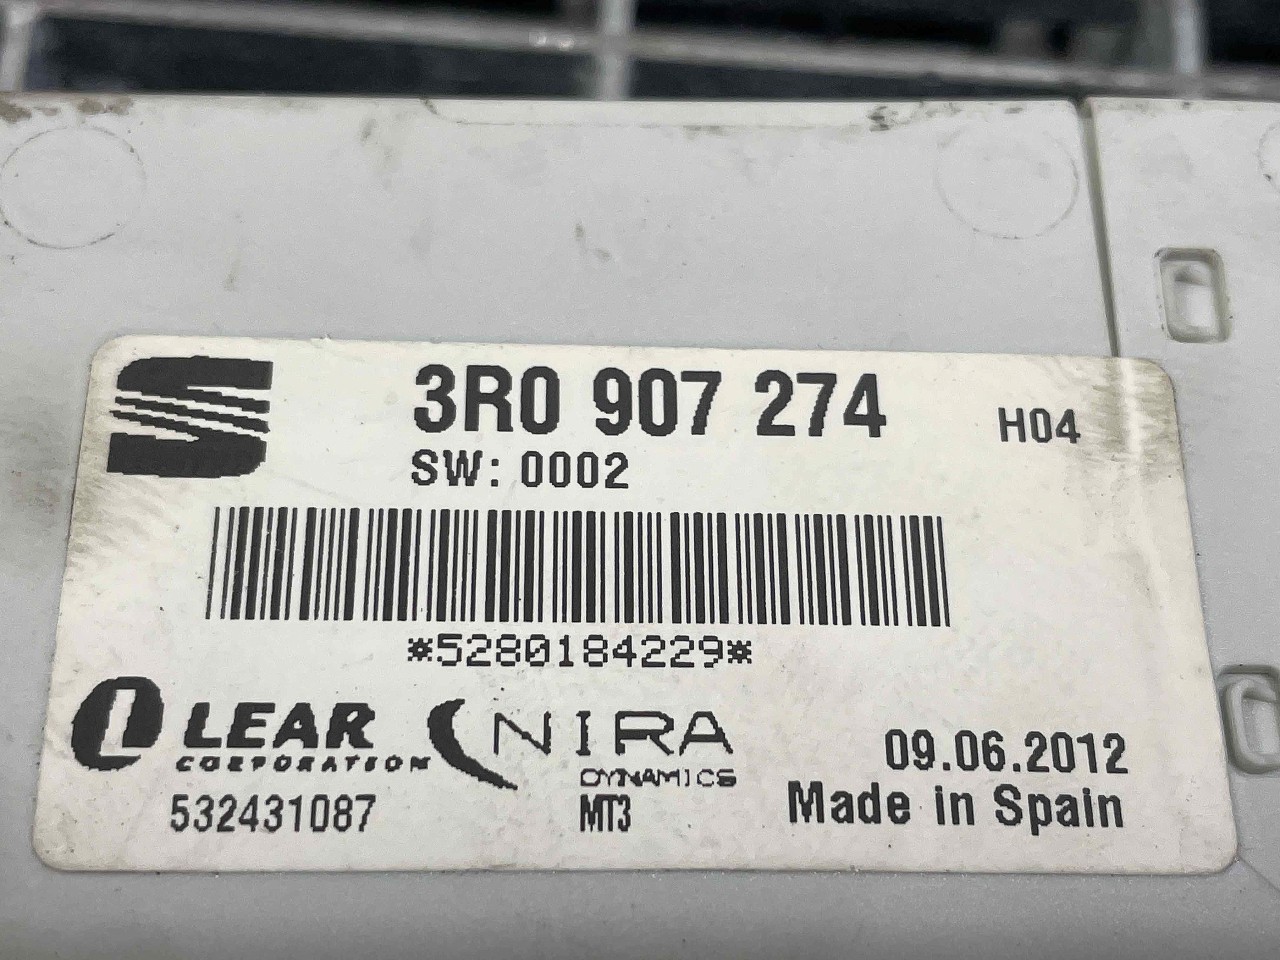 3R0 907 274 H04
SW: 0002
*5280184229*
LEAR CORPORATION
NIRA DYNAMICS
09.06.2012
532431087
MT3
Made in Spain